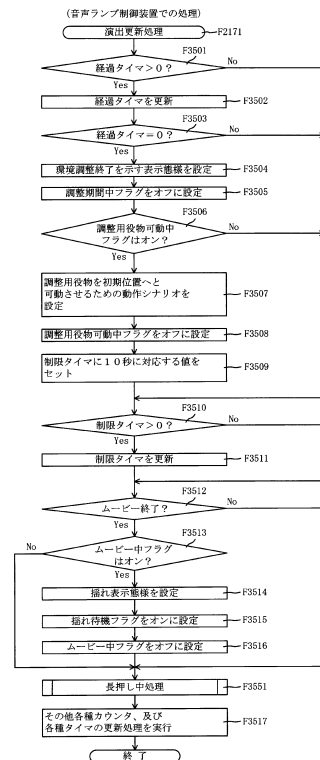 (音声ランプ制御装置での処理)
演出更新処理
F2171
F3501
経過タイマ>0?
No
Yes
経過タイマを更新
F3502
F3503
経過タイマ=0?
No
Yes
環境調整終了を示す表示態様を設定
F3504
調整期間中フラグをオフに設定
F3505
F3506
調整用役物可動中
フラグはオン?
No
Yes
調整用役物を初期位置へと
可動させるための動作シナリオを
設定
F3507
調整用役物可動中フラグをオフに設定
F3508
制限タイマに10秒に対応する値を
セット
F3509
F3510
制限タイマ>0?
No
Yes
制限タイマを更新
F3511
F3512
ムービー終了?
No
Yes
F3513
No
ムービー中フラグ
はオン?
Yes
揺れ表示態様を設定
F3514
揺れ待機フラグをオンに設定
F3515
ムービー中フラグをオフに設定
F3516
長押し中処理
F3551
その他各種カウンタ、及び
各種タイマの更新処理を実行
F3517
終了